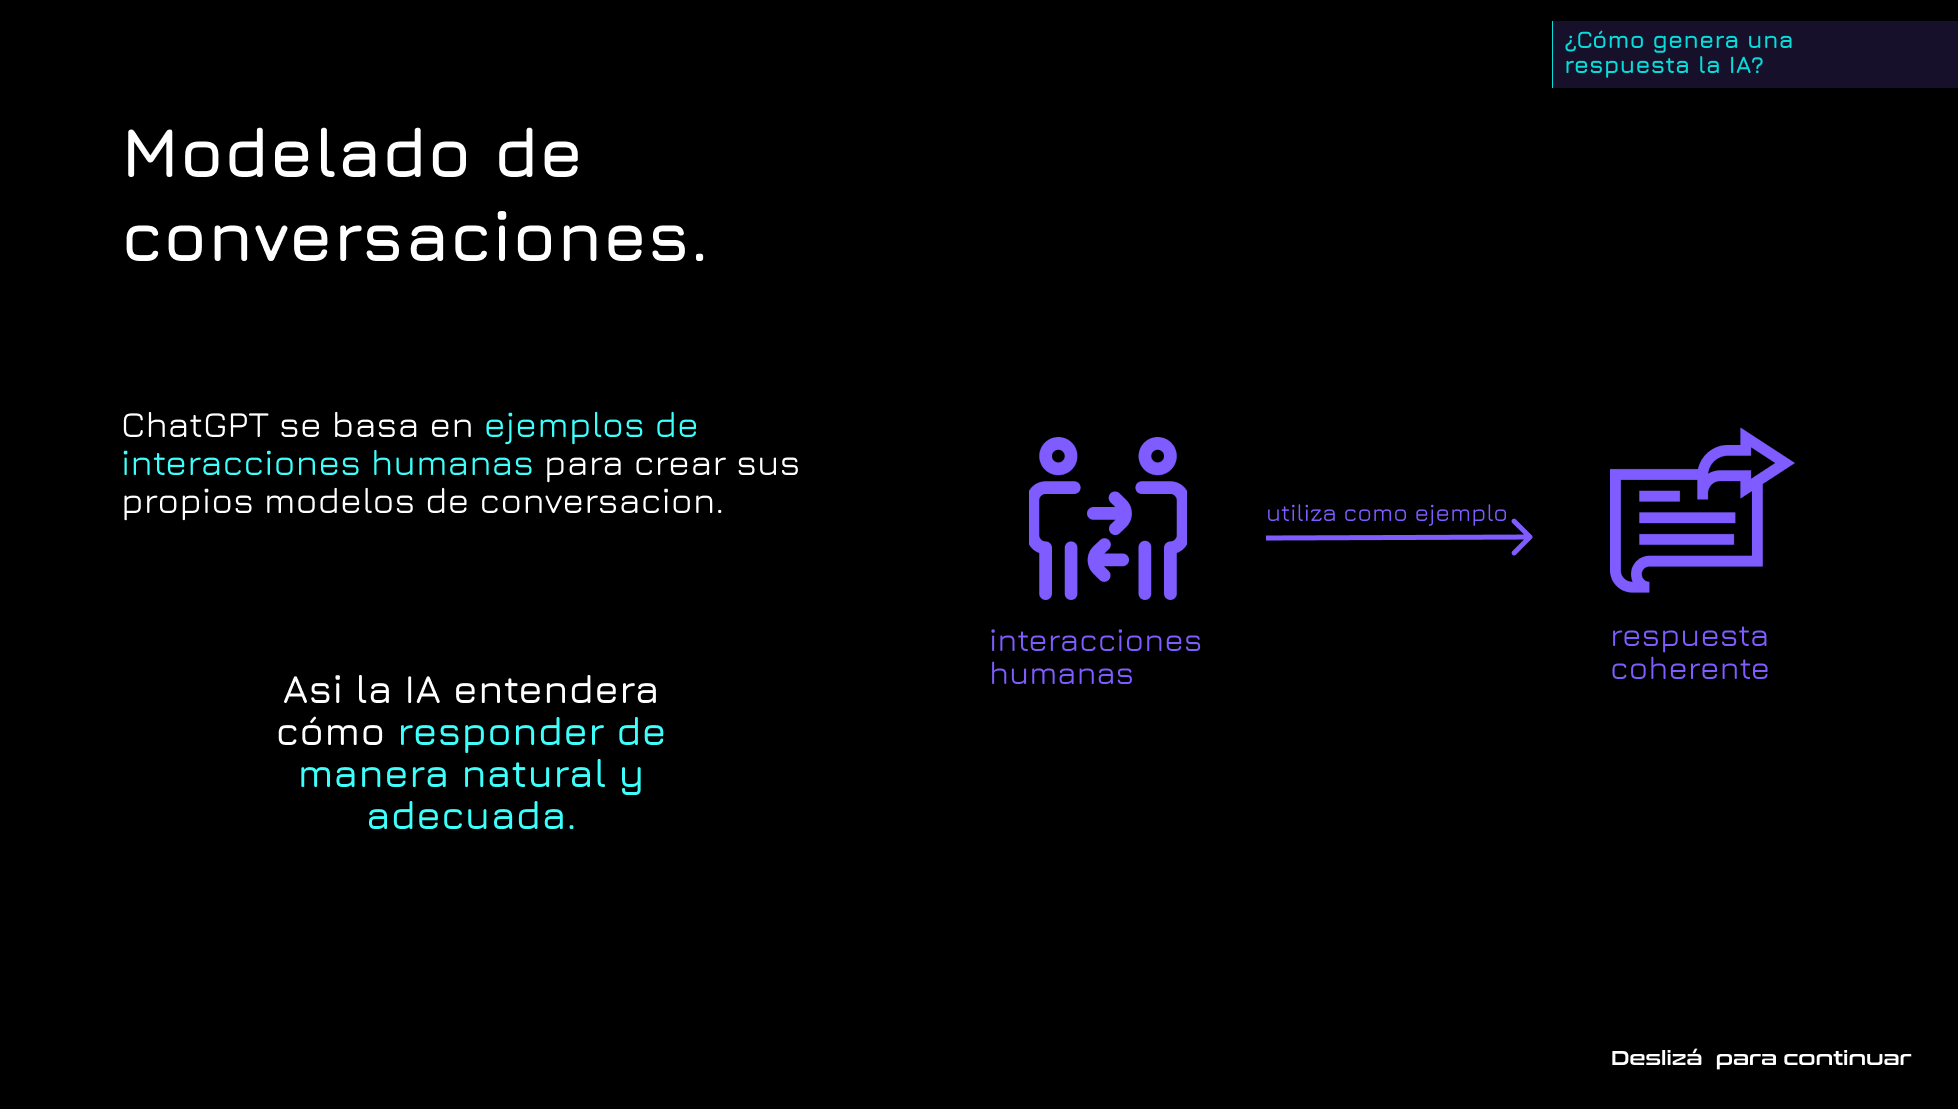 ¿Cómo genera una
respuesta la IA?
Modelado de
conversaciones.
ChatGPT se basa en ejemplos de
interacciones humanas para crear sus
propios modelos de conversacion.
Asi la IA entendera
cómo responder de
manera natural y
adecuada.
utiliza como ejemplo
interacciones
humanas
respuesta
coherente
Deslizá para continuar